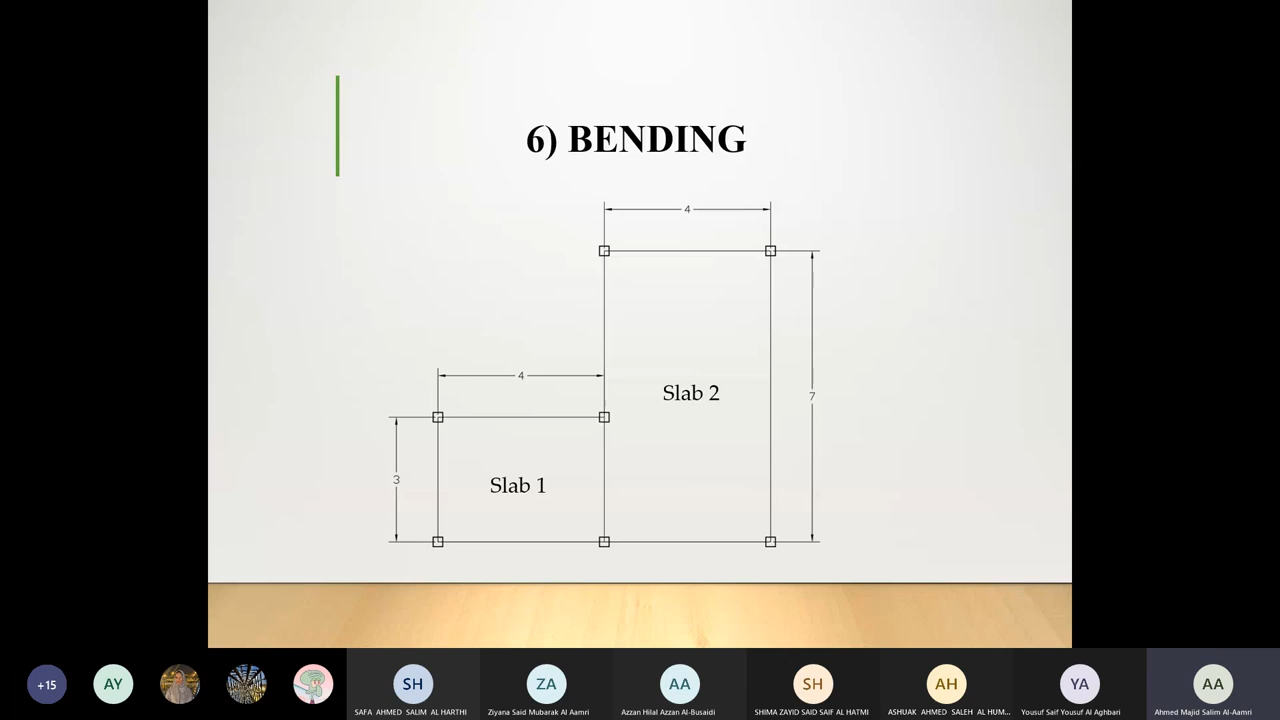 6) BENDING
4
4
Slab 2
7
3
Slab 1
+15
AY
SH
ZA
AA
SH
AH
YA
AA
SAFA AHMED SALIM AL HARTHI
Ziyana Said Mubarak Al Aamri
Azzan Hilal Azzan Al-Busaidi
SHIMA ZAYID SAID SAIF AL HATMI
ASHUAK AHMED SALEH AL HUM...
Yousuf Saif Yousuf Al Aghbari
Ahmed Majid Salim Al-Aamri